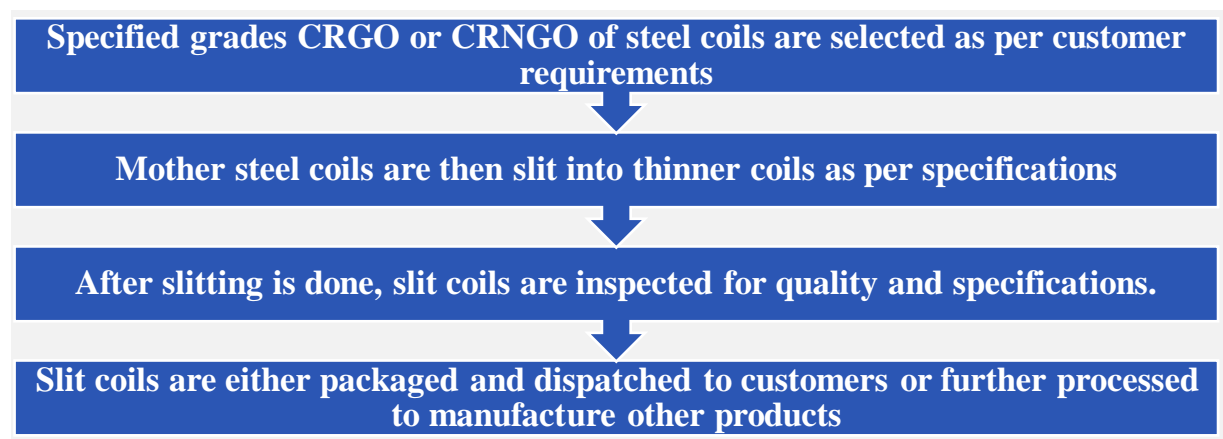 Specified grades CRGO or CRNGO of steel coils are selected as per customer
requirements
Mother steel coils are then slit into thinner coils as per specifications
After slitting is done, slit coils are inspected for quality and specifications.
Slit coils are either packaged and dispatched to customers or further processed
to manufacture other products